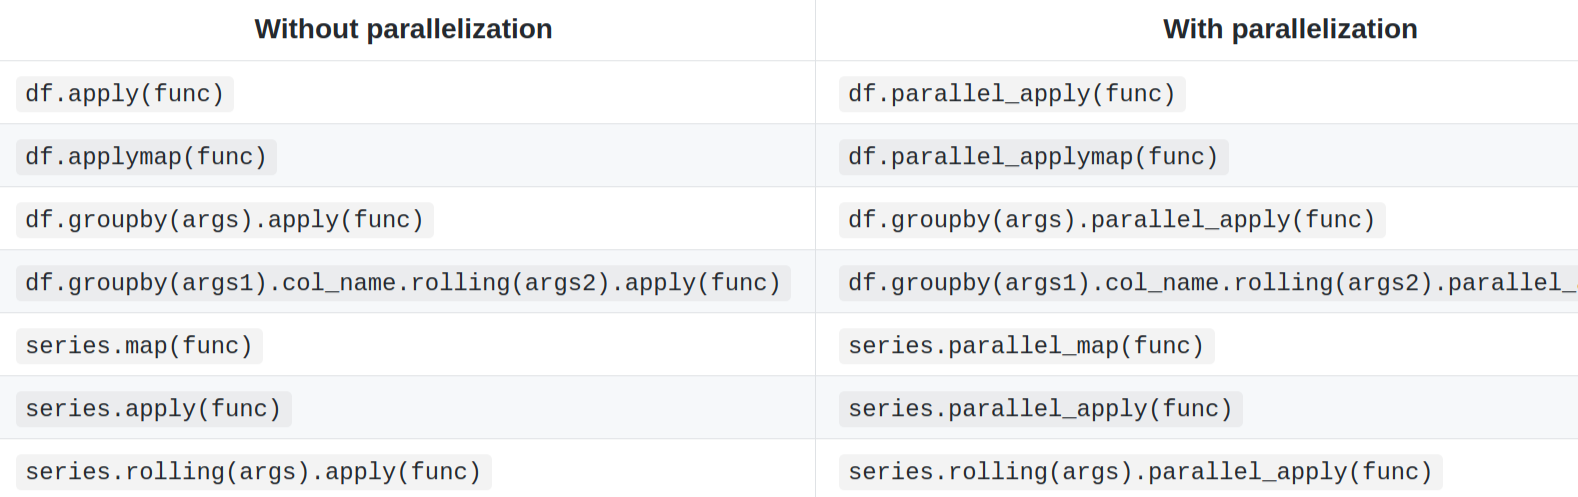 Without parallelization With parallelization
df.apply(func) df.parallel_apply(func)
df.applymap(func) df.parallel_applymap(func)
df.groupby(args).apply(func) df.groupby(args).parallel_apply(func)
df.groupby(args1).col_name.rolling(args2).apply(func) df.groupby(args1).col_name.rolling(args2).parallel_
series.map(func) series.parallel_map(func)
series.apply(func) series.parallel_apply(func)
series.rolling(args).apply(func) series.rolling(args).parallel_apply(func)